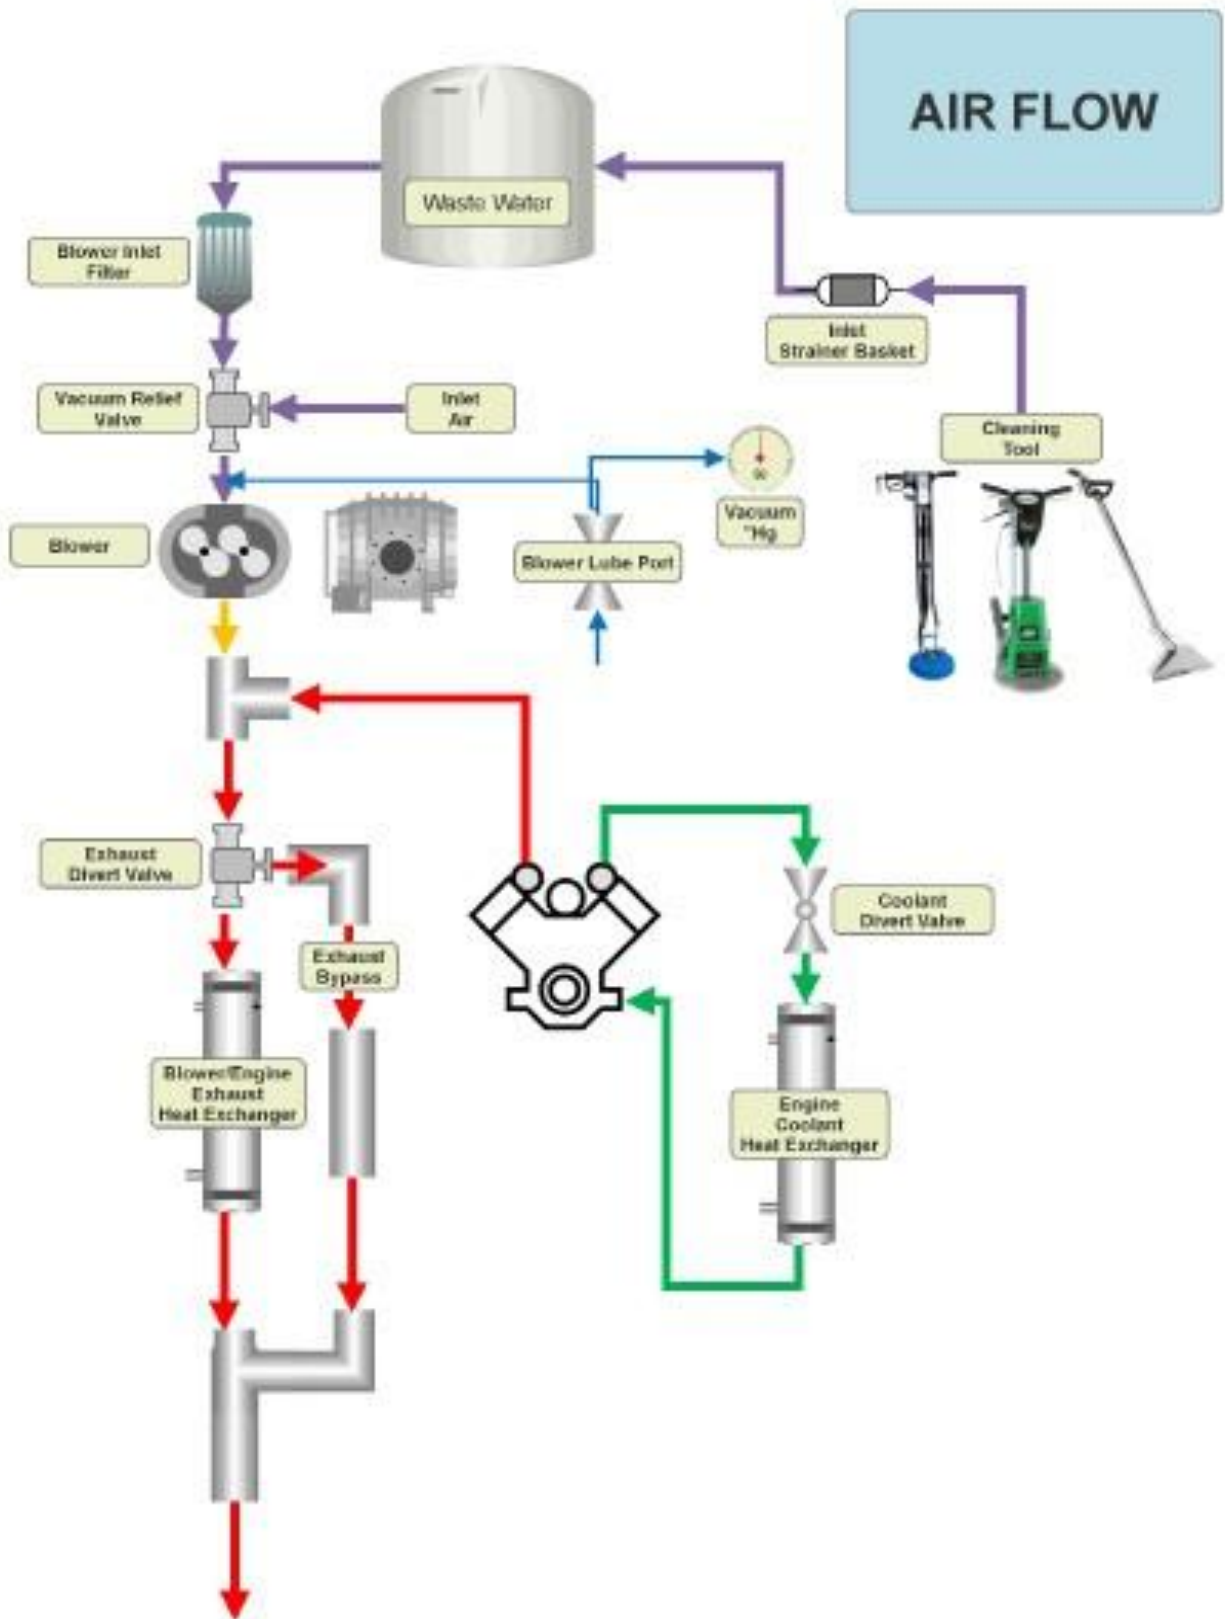 AIR FLOW
Waste Water
Blower Inlet
Filter
Inlet
Strainer Basket
Vacuum Relief
Valve
Inlet
Air
Cleaning
Tool
Vacuum
"Hg
Blower
Blower Lube Port
Exhaust
Divert Valve
Coolant
Divert Valve
Exhaust
Bypass
Blower/Engine
Exhaust
Heat Exchanger
Engine
Coolant
Heat Exchanger